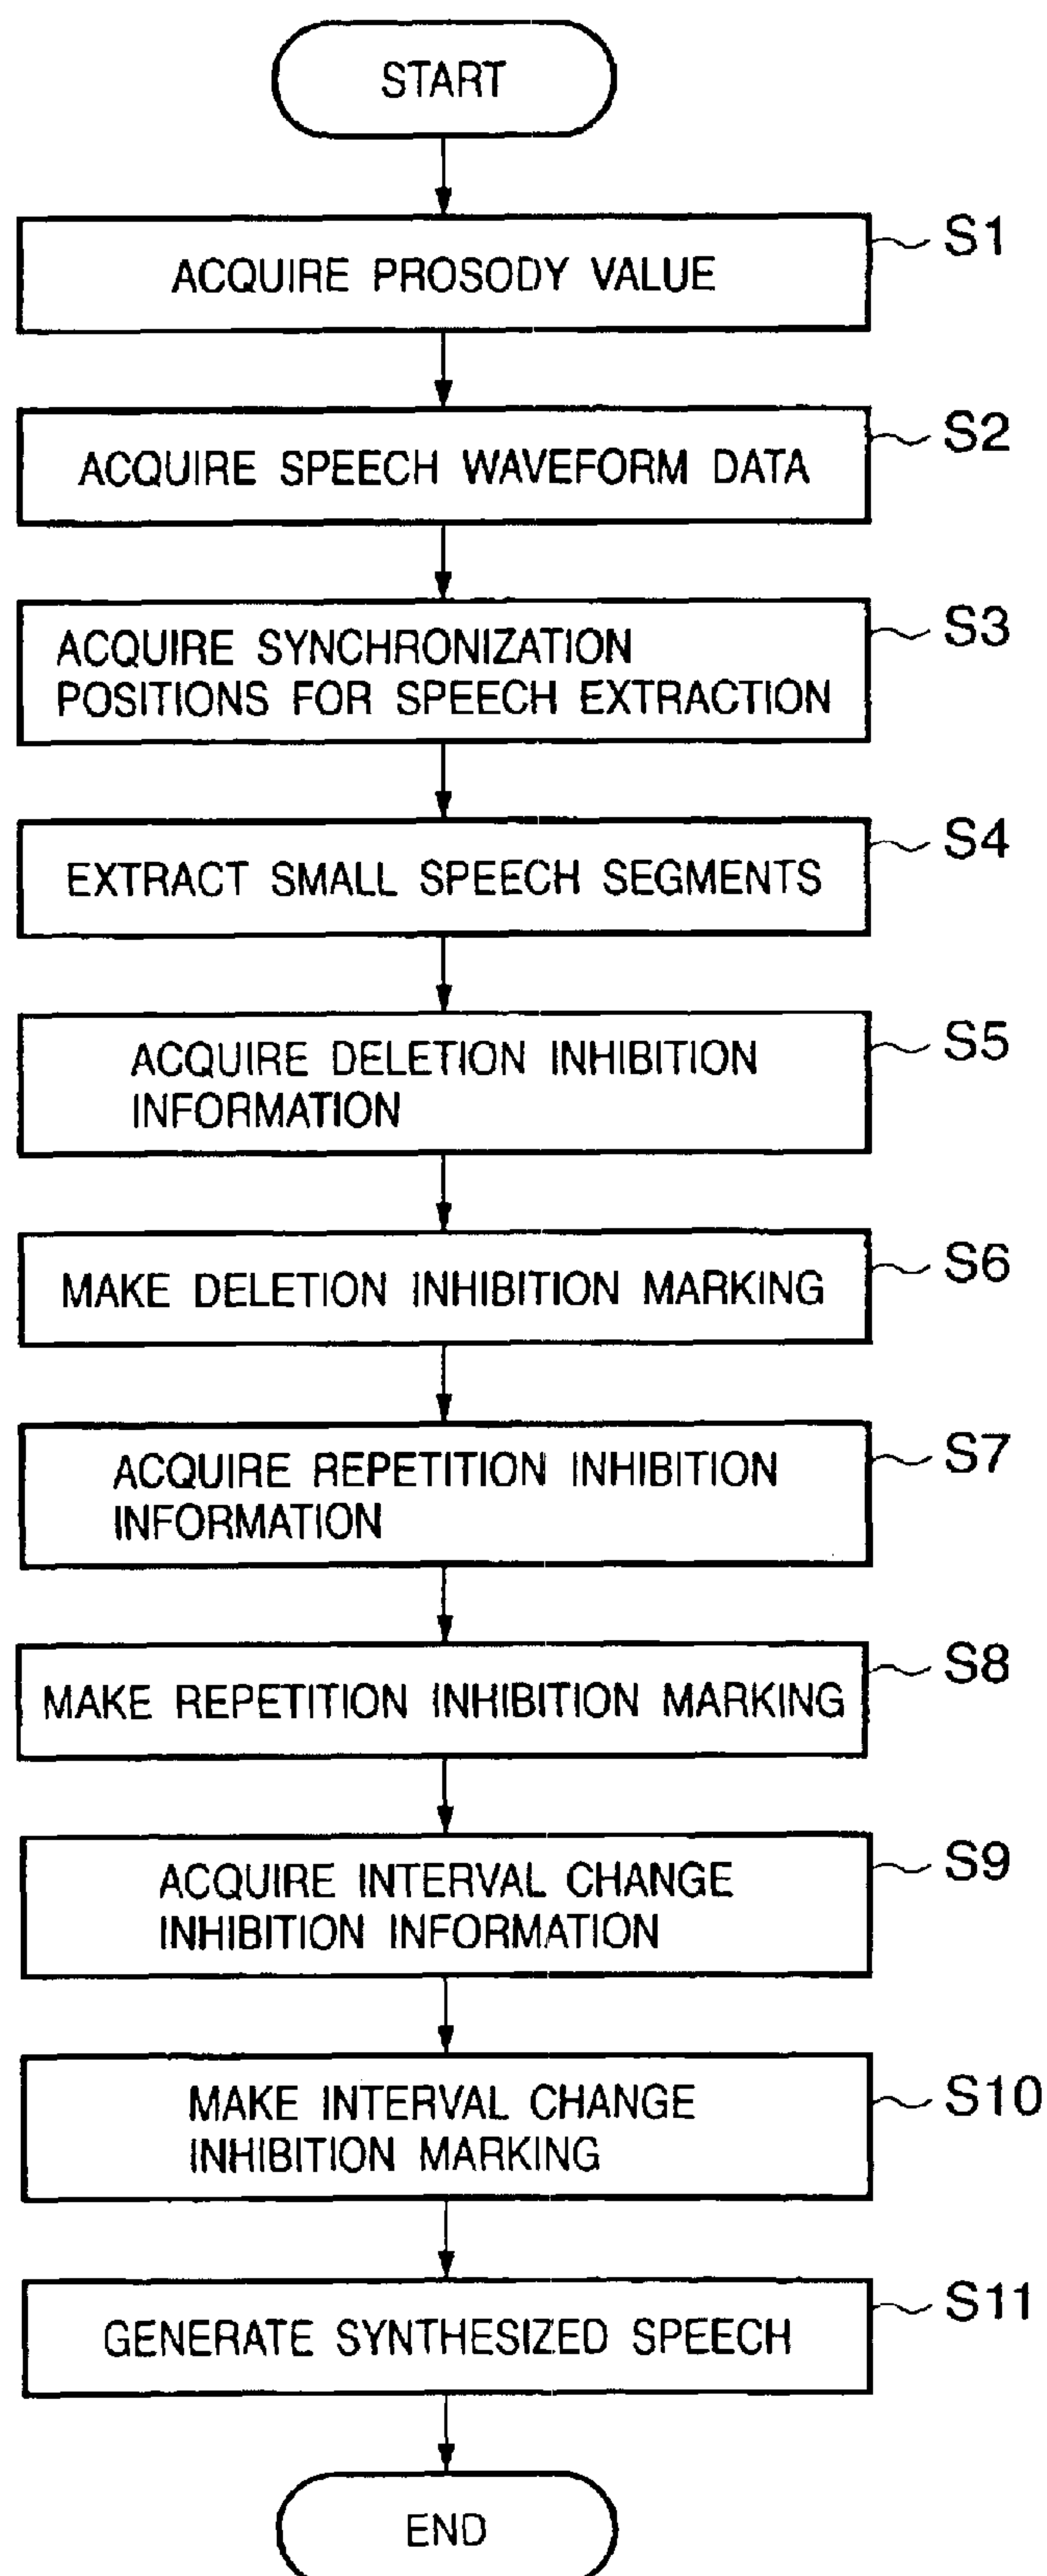 START
ACQUIRE PROSODY VALUE
S1
ACQUIRE SPEECH WAVEFORM DATA
S2
ACQUIRE SYNCHRONIZATION
POSITIONS FOR SPEECH EXTRACTION
S3
EXTRACT SMALL SPEECH SEGMENTS
S4
ACQUIRE DELETION INHIBITION
INFORMATION
S5
MAKE DELETION INHIBITION MARKING
S6
ACQUIRE REPETITION INHIBITION
INFORMATION
S7
MAKE REPETITION INHIBITION MARKING
S8
ACQUIRE INTERVAL CHANGE
INHIBITION INFORMATION
S9
MAKE INTERVAL CHANGE
INHIBITION MARKING
S10
GENERATE SYNTHESIZED SPEECH
S11
END